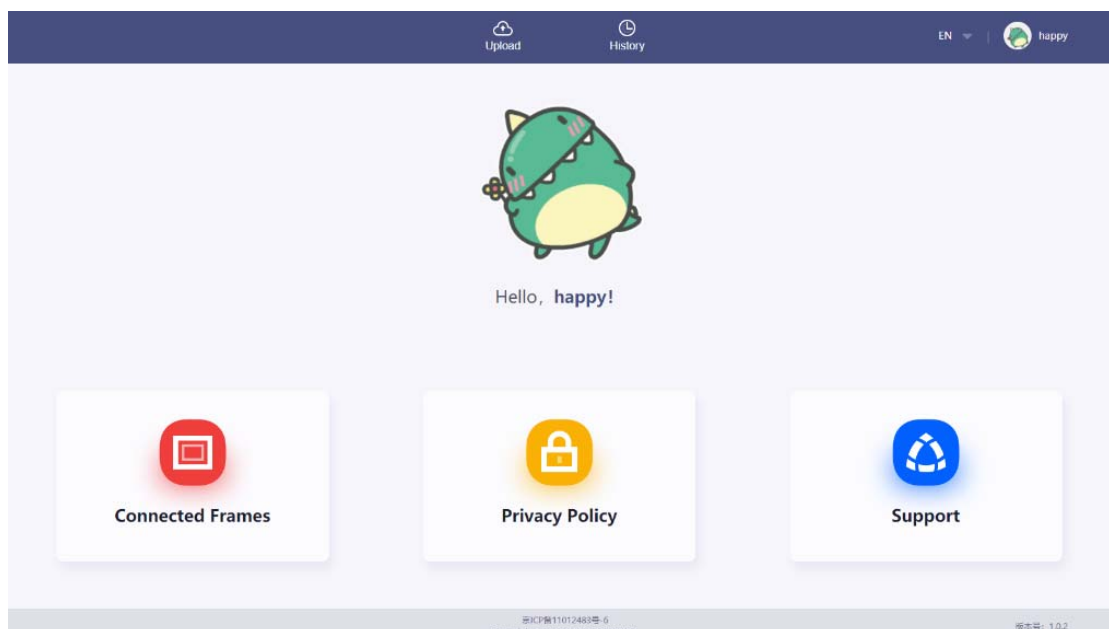 Upload
History
EN
happy
Hello，happy!
Connected Frames
Privacy Policy
Support
京ICP备11012483号-6
版本号：1.0.2